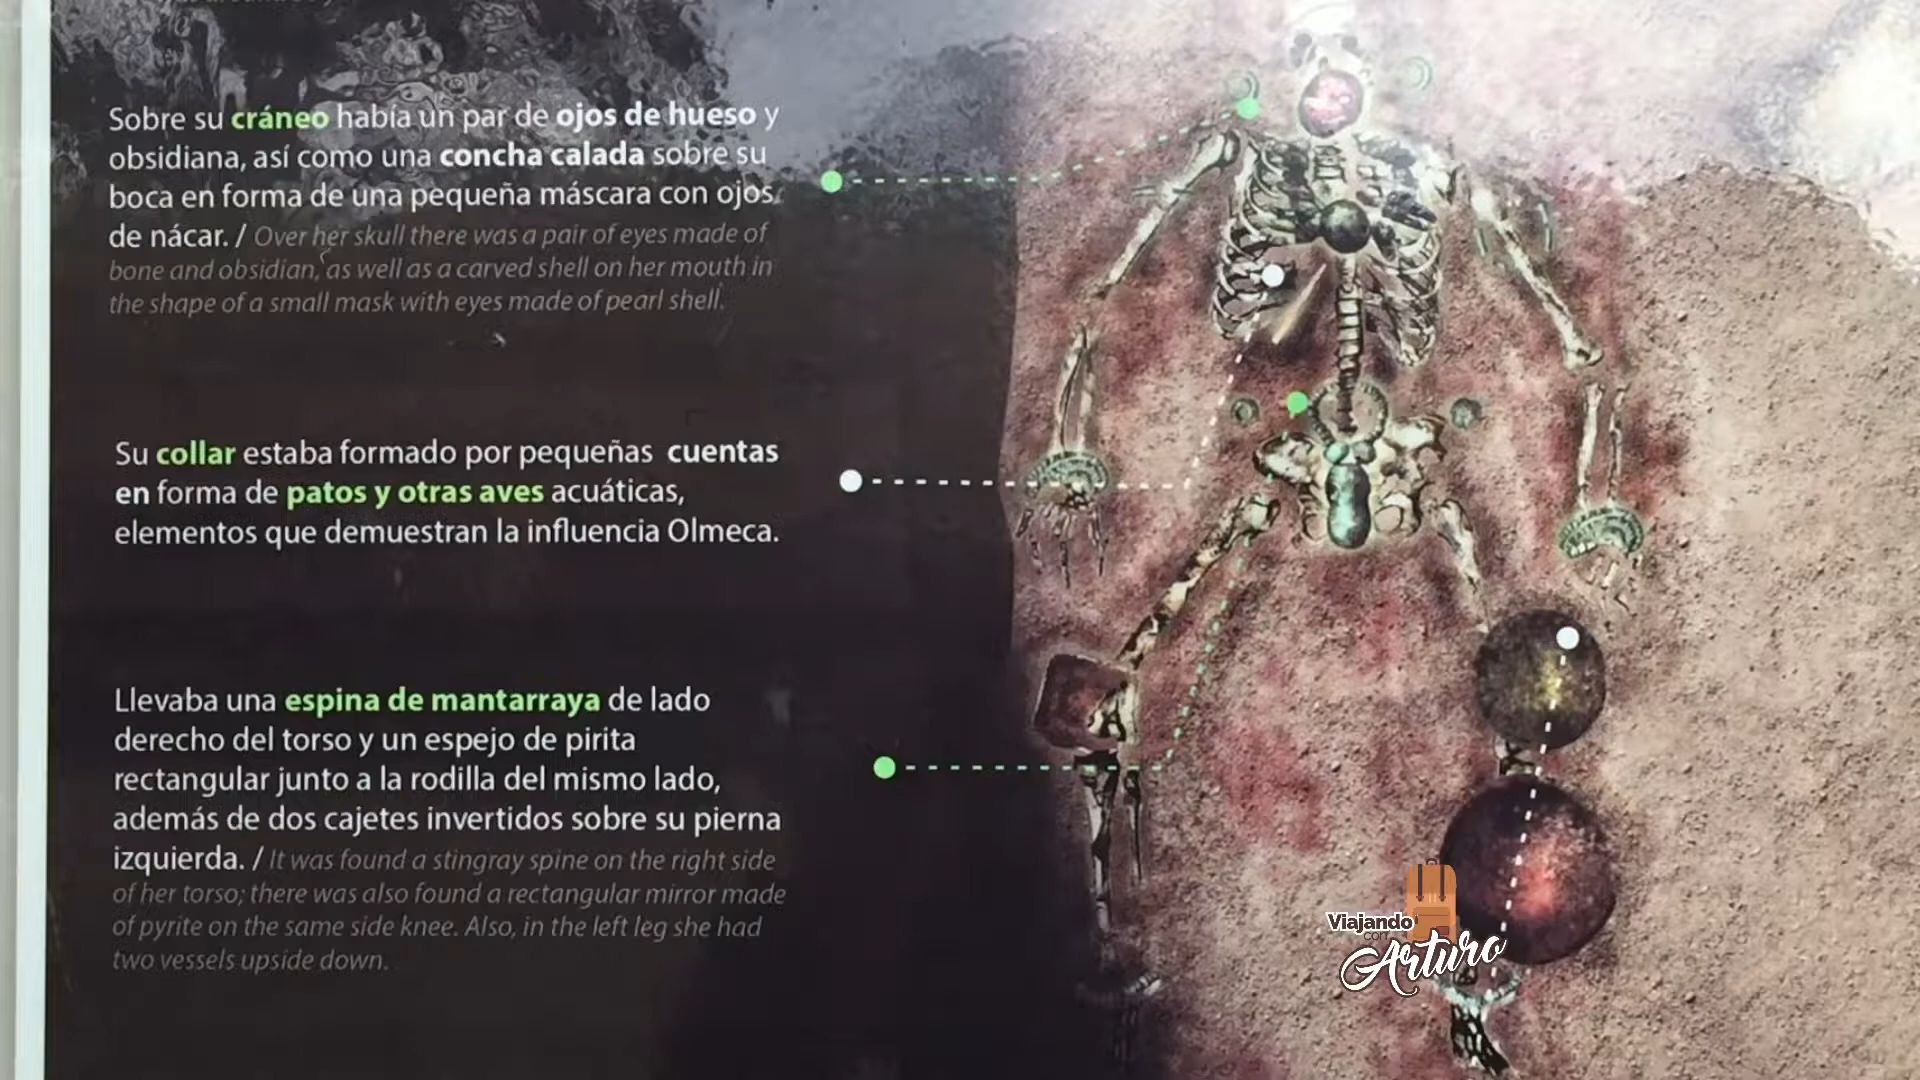 Sobre su cráneo había un par de ojos de hueso y
obsidiana, así como una concha calada sobre su
boca en forma de una pequeña máscara con ojos
de nácar. / Over her skull there was a pair of eyes made of
bone and obsidian, as well as a carved shell on her mouth in
the shape of a small mask with eyes made of pearl shell.
Su collar estaba formado por pequeñas cuentas
en forma de patos y otras aves acuáticas,
elementos que demuestran la influencia Olmeca.
Llevaba una espina de mantarraya de lado
derecho del torso y un espejo de pirita
rectangular junto a la rodilla del mismo lado,
además de dos cajetes invertidos sobre su pierna
izquierda. / It was found a stingray spine on the right side
of her torso; there was also found a rectangular mirror made
of pyrite on the same side knee. Also, in the left leg she had
two vessels upside down.
Viajando
con
Arturo